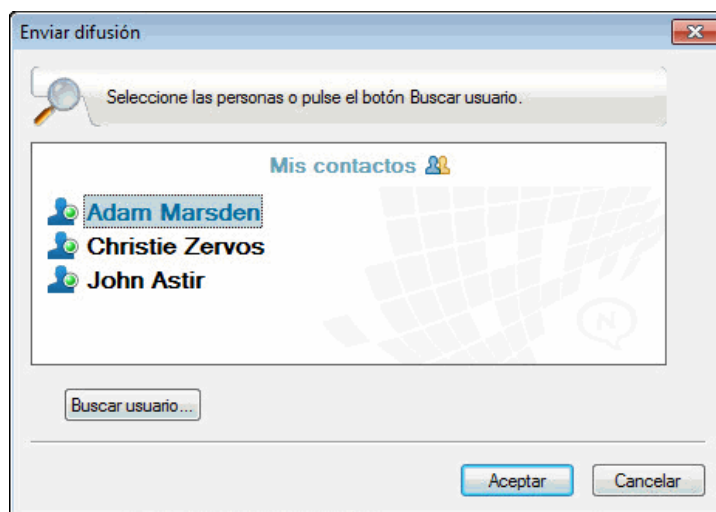 Enviar difusión
Seleccione las personas o pulse el botón Buscar usuario.
Mis contactos
Adam Marsden
Christie Zervos
John Astir
N
Buscar usuario...
Aceptar
Cancelar